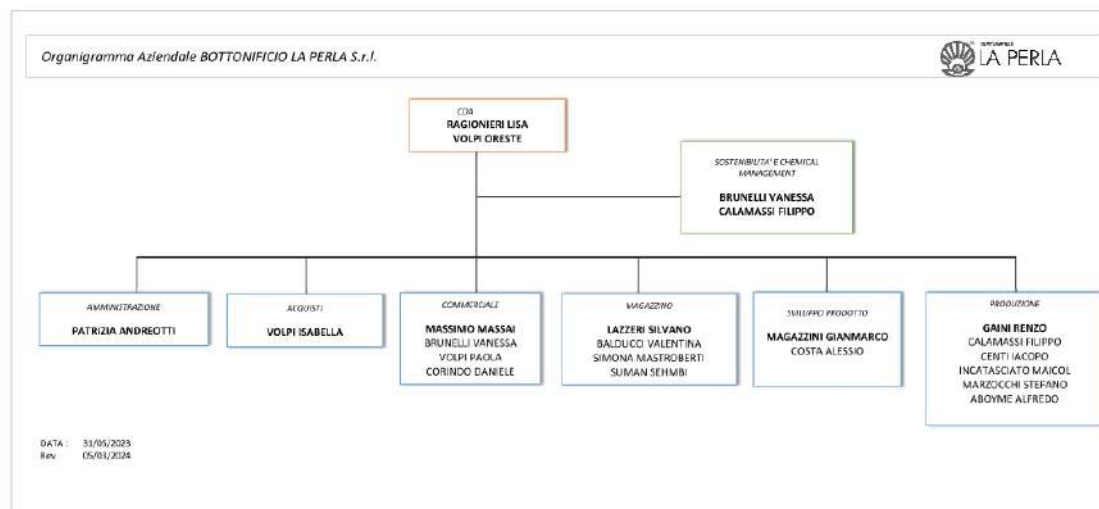 Organigramma Aziendale BOTTONIFICIO LA PERLA S.r.l.
BOTTONIFICIO
LA PERLA
CDA
RAGIONIERI LISA
VOLPI ORESTE
SOSTENIBILITA' E CHEMICAL
MANAGEMENT
BRUNELLI VANESSA
CALAMASSI FILIPPO
AMMINISTRAZIONE
PATRIZIA ANDREOTTI
ACQUISTI
VOLPI ISABELLA
COMMERCIALE
MASSIMO MASSAI
BRUNELLI VANESSA
VOLPI PAOLA
CORINDO DANIELE
MAGAZZINO
LAZZERI SILVANO
BALDUCCI VALENTINA
SIMONA MASTROBERTI
SUMAN SEHMBI
SVILUPPO PRODOTTO
MAGAZZINI GIANMARCO
COSTA ALESSIO
PRODUZIONE
GAINI RENZO
CALAMASSI FILIPPO
CENTI IACOPO
INCATASCIATO MAICOL
MARZOCCHI STEFANO
ABOYME ALFREDO
DATA : 31/05/2023
Rev 05/03/2024